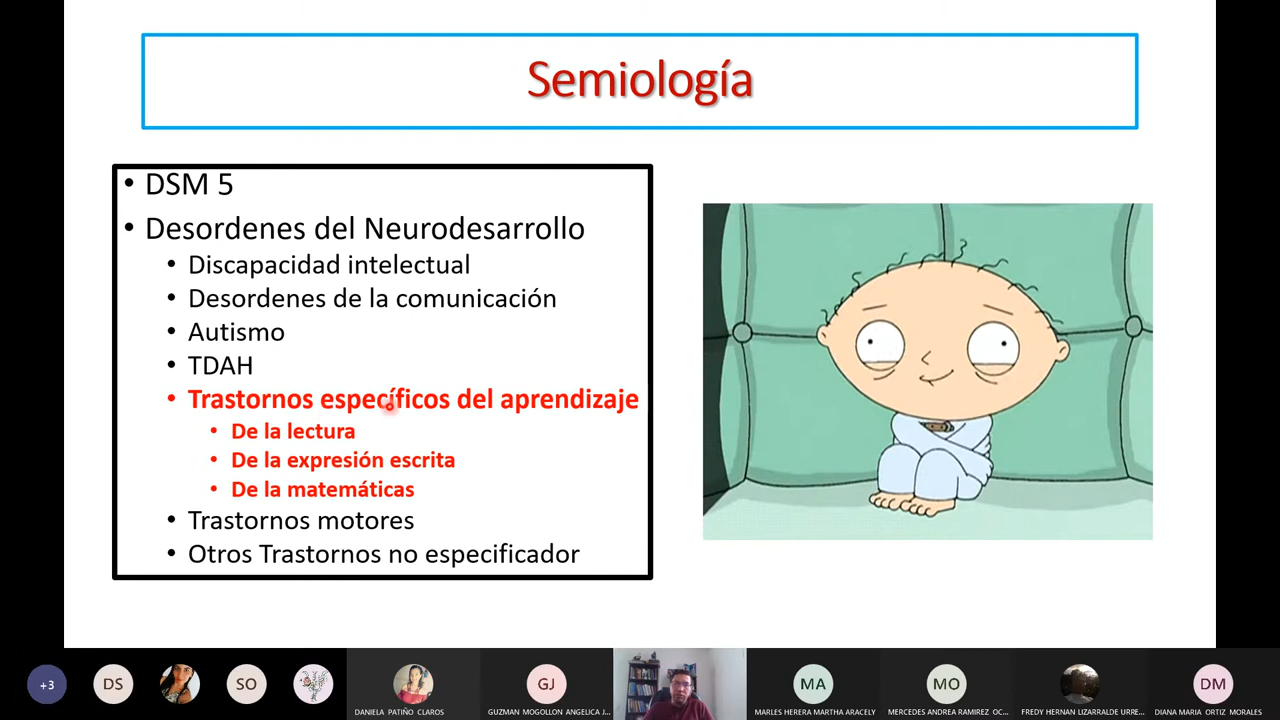 Semiología
• DSM 5
• Desordenes del Neurodesarrollo
• Discapacidad intelectual
• Desordenes de la comunicación
• Autismo
• TDAH
• Trastornos específicos del aprendizaje
• De la lectura
• De la expresión escrita
• De la matemáticas
• Trastornos motores
• Otros Trastornos no especificador
+3
DS
SO
GJ
MA
MO
DM
DANIELA PATIÑO CLAROS
GUZMAN MOGOLLON ANGELICA J...
MARLES HERERA MARTHA ARACELY
MERCEDES ANDREA RAMIREZ OC...
FREDY HERNAN LIZARRALDE URRE...
DIANA MARIA ORTIZ MORALES